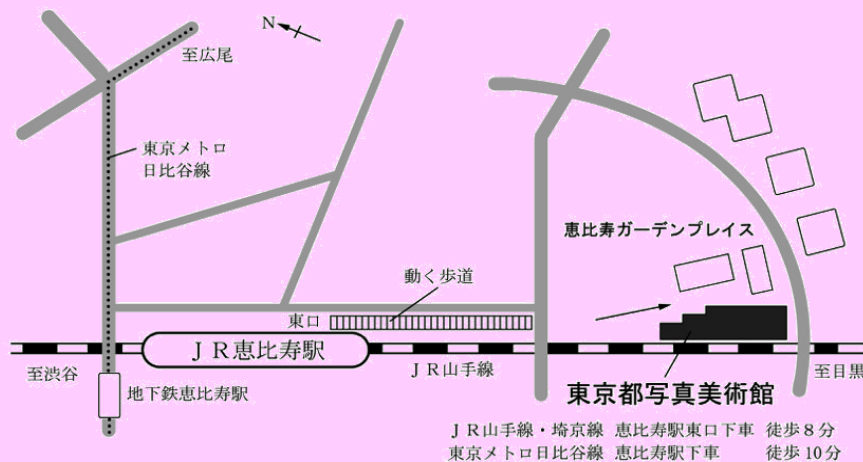 N
至広尾
東京メトロ
日比谷線
恵比寿ガーデンプレイス
動く歩道
東口
JR恵比寿駅
至渋谷
JR山手線
至目黒
地下鉄恵比寿駅
東京都写真美術館
JR山手線・埼京線 恵比寿駅東口下車 徒歩8分
東京メトロ日比谷線 恵比寿駅下車 徒歩10分